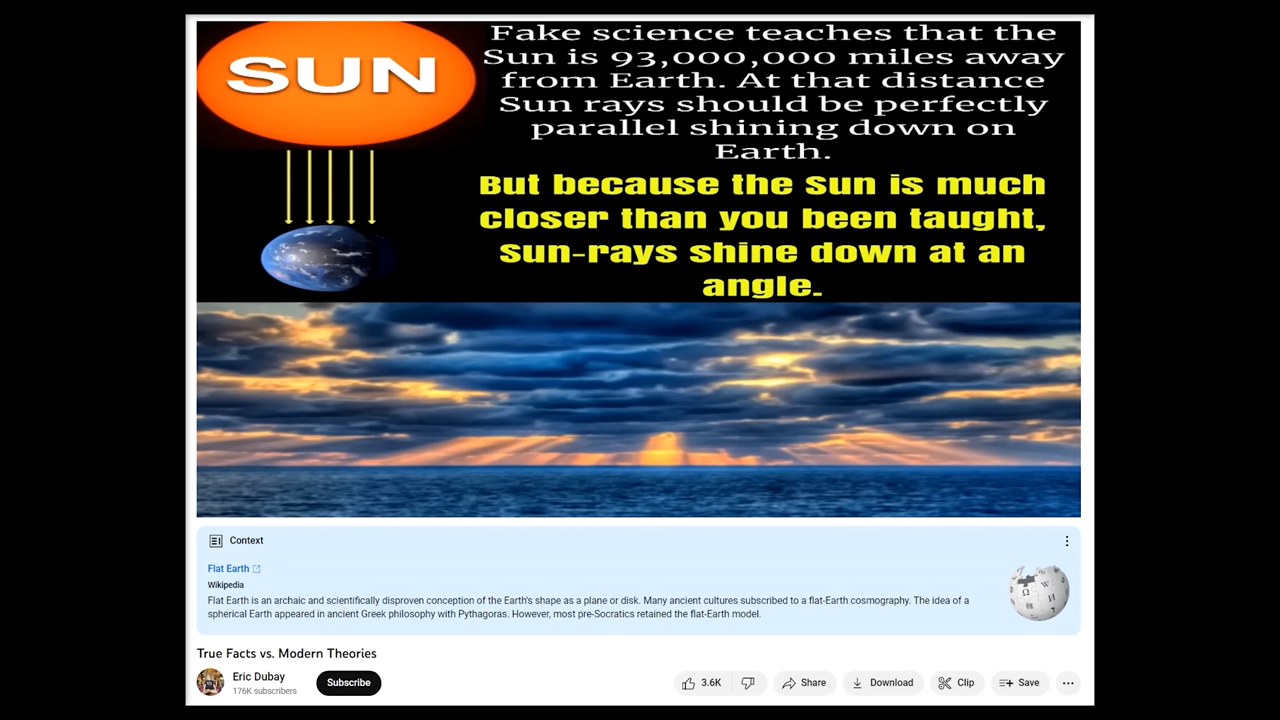 SUN
Fake science teaches that the
Sun is 93,000,000 miles away
from Earth. At that distance
Sun rays should be perfectly
parallel shining down on
Earth.
But because the Sun is much
closer than you been taught,
Sun-rays shine down at an
angle.
Context
Flat Earth
Wikipedia
Flat Earth is an archaic and scientifically disproven conception of the Earth's shape as a plane or disk. Many ancient cultures subscribed to a flat-Earth cosmography. The idea of a
spherical Earth appeared in ancient Greek philosophy with Pythagoras. However, most pre-Socratics retained the flat-Earth model.
True Facts vs. Modern Theories
Eric Dubay
176K subscribers
Subscribe
3.6K
Share
Download
Clip
Save